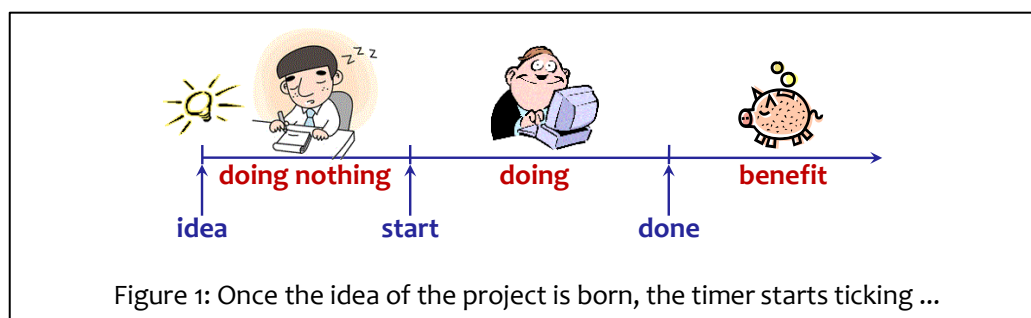 z z z
doing nothing doing benefit
idea start done
Figure 1: Once the idea of the project is born, the timer starts ticking ...